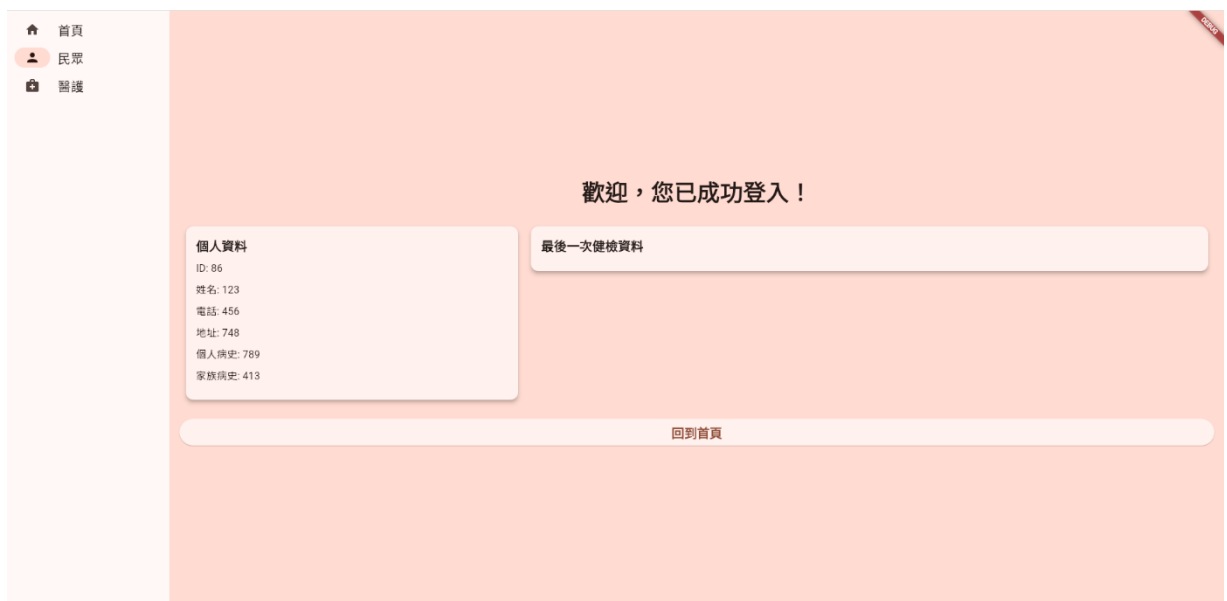 首頁
民眾
醫護
DEBUG
歡迎，您已成功登入！
個人資料
ID: 86
姓名: 123
電話: 456
地址: 748
個人病史: 789
家族病史: 413
最後一次健檢資料
回到首頁